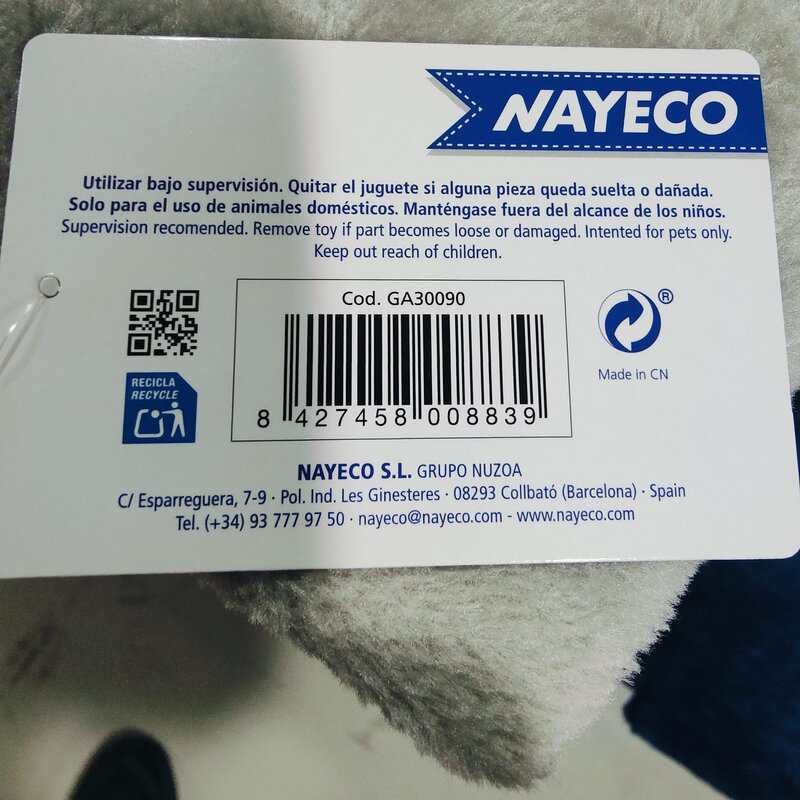 NAYECO
Utilizar bajo supervisión. Quitar el juguete si alguna pieza queda suelta o dañada.
Solo para el uso de animales domésticos. Manténgase fuera del alcance de los niños.
Supervision recomended. Remove toy if part becomes loose or damaged. Intented for pets only.
Keep out reach of children.
Cod. GA30090
8 427458 008839
®
Made in CN
RECICLA
RECYCLE
NAYECO S.L. GRUPO NUZOA
C/ Esparreguera, 7-9 · Pol. Ind. Les Ginesteres · 08293 Collbató (Barcelona) · Spain
Tel. (+34) 93 777 97 50 · nayeco@nayeco.com - www.nayeco.com